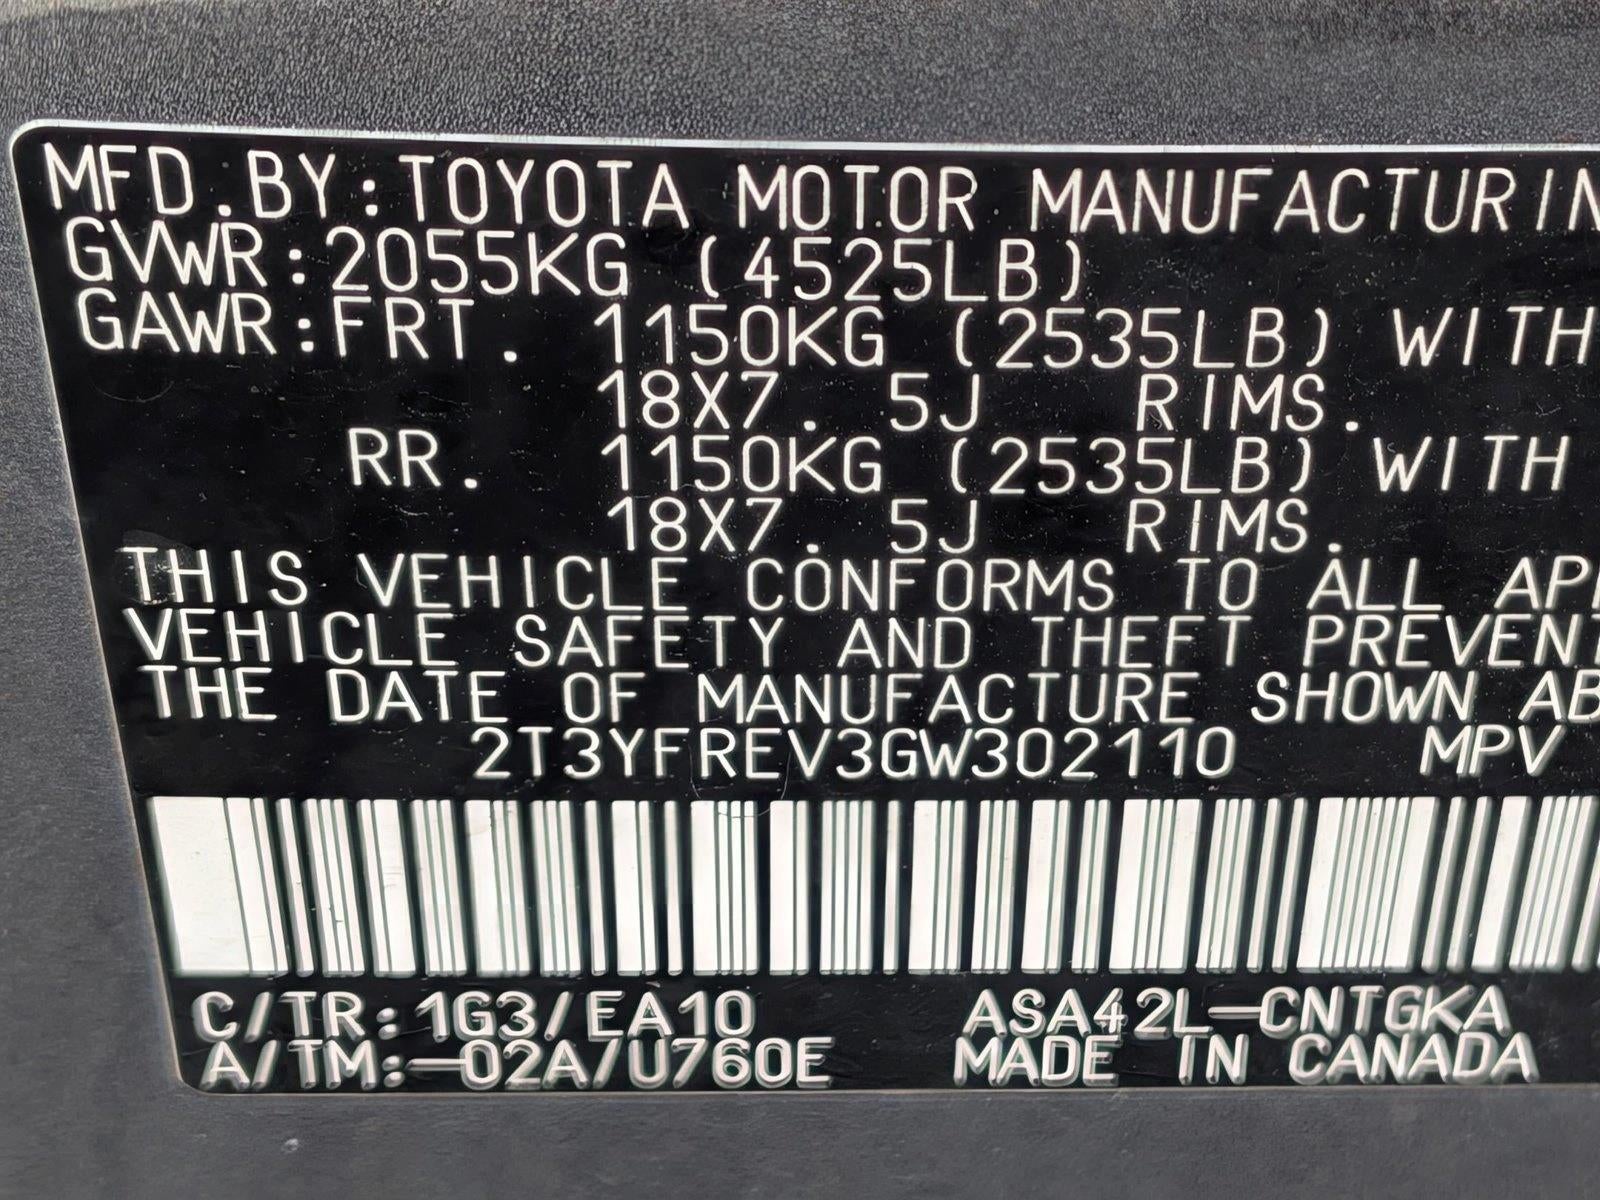 MFD.BY:TOYOTA MOTOR MANUFACTURIN
GVWR:2055KG (4525LB)
GAWR:FRT. 1150KG (2535LB) WITH
18X7.5J RIMS.
RR. 1150KG (2535LB) WITH
18X7.5J RIMS.
THIS VEHICLE CONFORMS TO ALL AP
VEHICLE SAFETY AND THEFT PREVENT
THE DATE OF MANUFACTURE SHOWN AB
2T3YFREV3GW302110 MPV
C/TR:1G3/EA10 ASA42L-CNTGKA
A/TM:-02A/U760E MADE IN CANADA